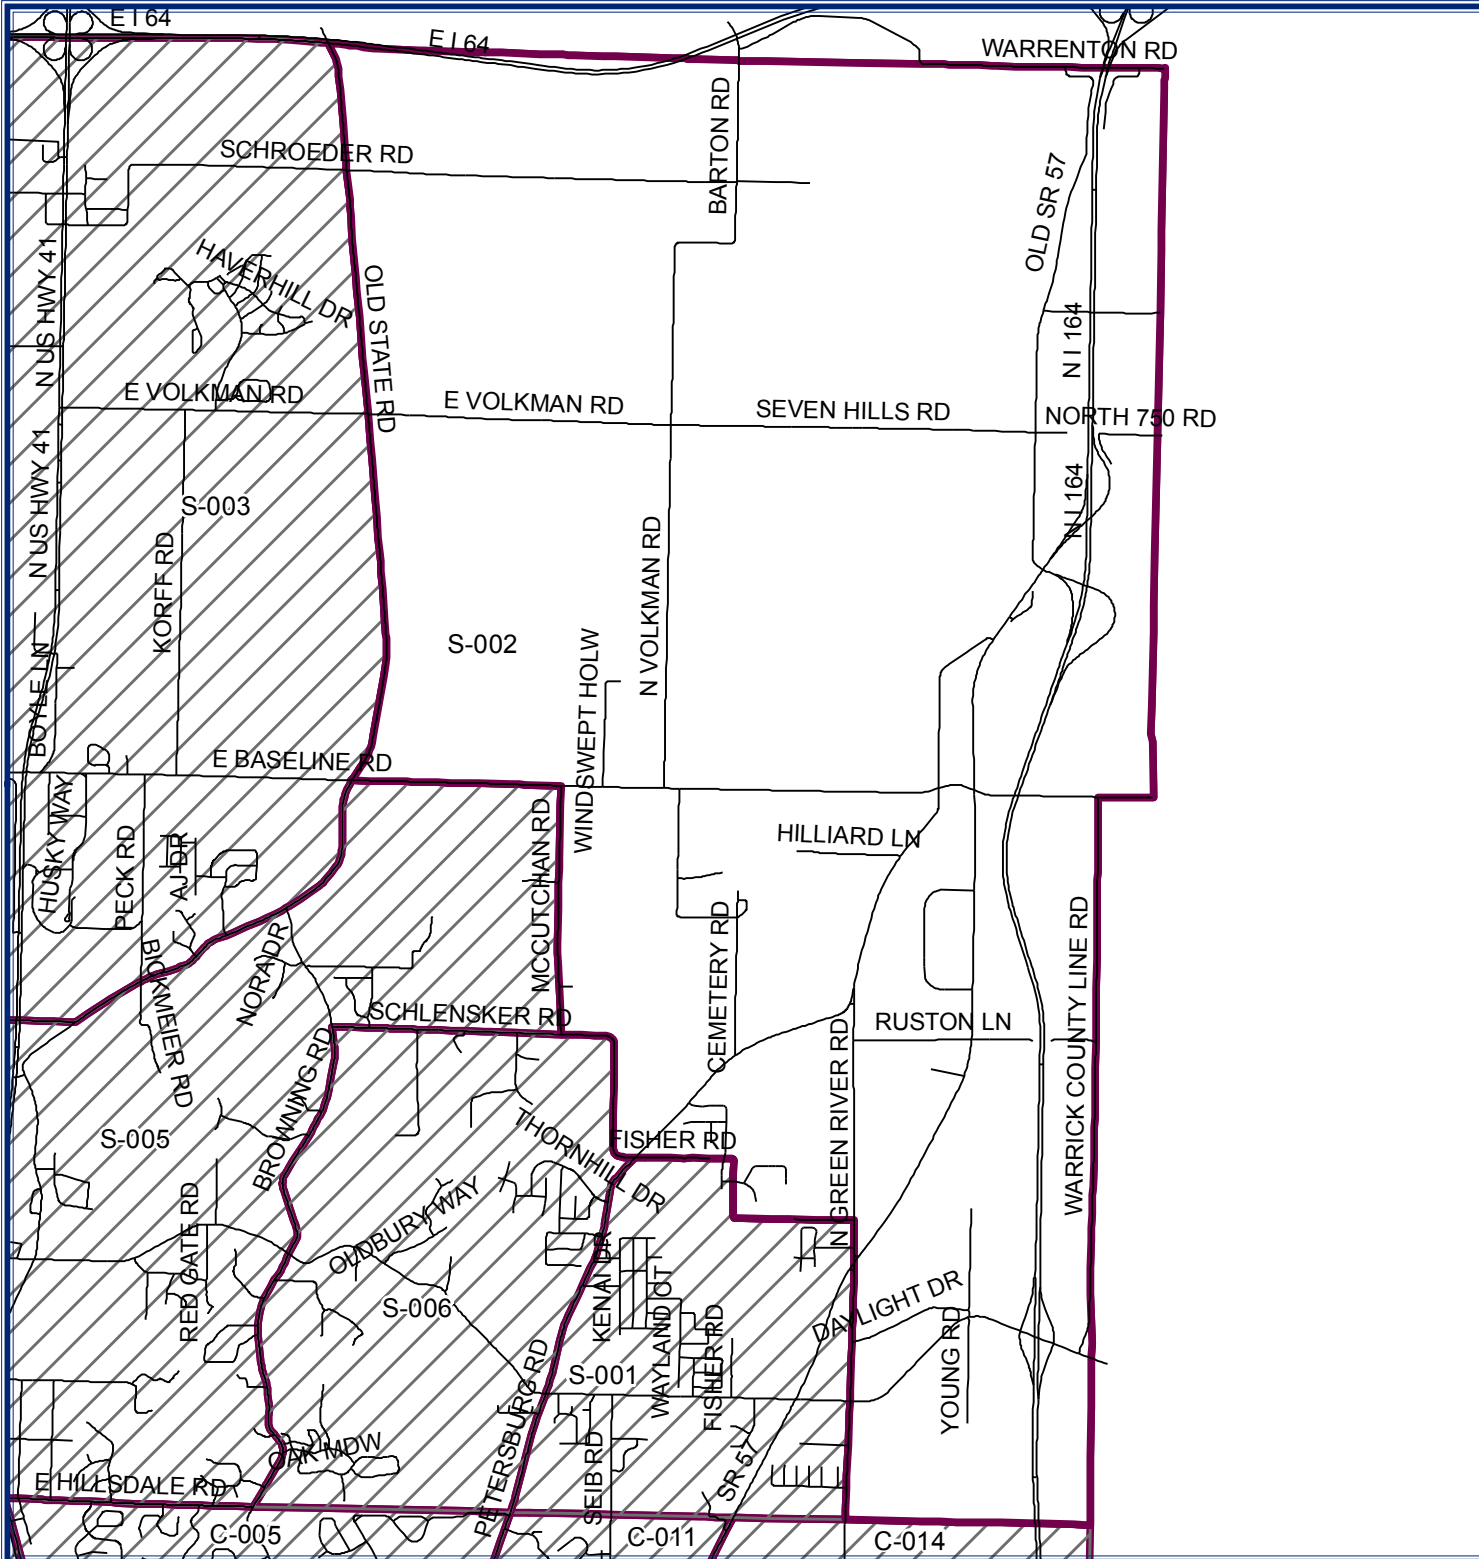 E I 64
E I 64
WARRENTON RD
BARTON RD
SCHROEDER RD
OLD SR 57
HAVERHILL DR
N US HWY 41
OLD STATE RD
N I 164
E VOLKMAN RD
E VOLKMAN RD
SEVEN HILLS RD
NORTH 750 RD
N US HWY 41
S-003
N I 164
KORFF RD
N VOLKMAN RD
S-002
WINDSWEPT HOLW
BOYLE LN
E BASELINE RD
HUSKY WAY
PECK RD
AJ DR
MCCUTCHAN RD
HILLIARD LN
BICKMEIER RD
NORA DR
CEMETERY RD
WARRICK COUNTY LINE RD
SCHLENSKER RD
RUSTON LN
BROWNING RD
N GREEN RIVER RD
S-005
THORNHILL DR
FISHER RD
RED GATE RD
OLDBURY WAY
KENAI DR
S-006
WAYLAND CT
FISHER RD
DAYLIGHT DR
YOUNG RD
S-001
PETERSBURG RD
OAK MDW
SEIB RD
SR 57
E HILLSDALE RD
C-005
C-011
C-014